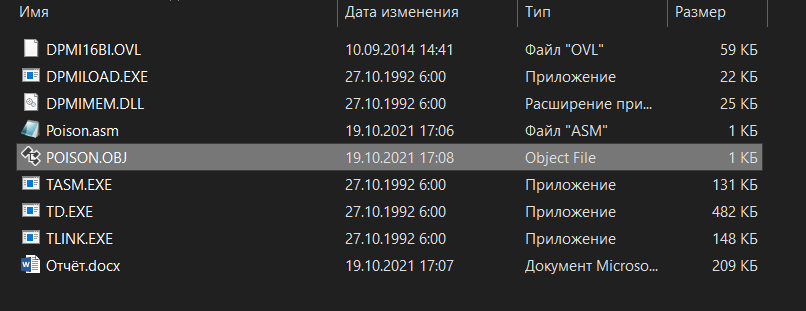 Имя Дата изменения Тип Размер
DPMI16BI.OVL 10.09.2014 14:41 Файл "OVL" 59 КБ
DPMILOAD.EXE 27.10.1992 6:00 Приложение 22 КБ
DPMIMEM.DLL 27.10.1992 6:00 Расширение при... 25 КБ
Poison.asm 19.10.2021 17:06 Файл "ASM" 1 КБ
POISON.OBJ 19.10.2021 17:08 Object File 1 КБ
TASM.EXE 27.10.1992 6:00 Приложение 131 КБ
TD.EXE 27.10.1992 6:00 Приложение 482 КБ
TLINK.EXE 27.10.1992 6:00 Приложение 148 КБ
Отчёт.docx 19.10.2021 17:07 Документ Microso... 209 КБ